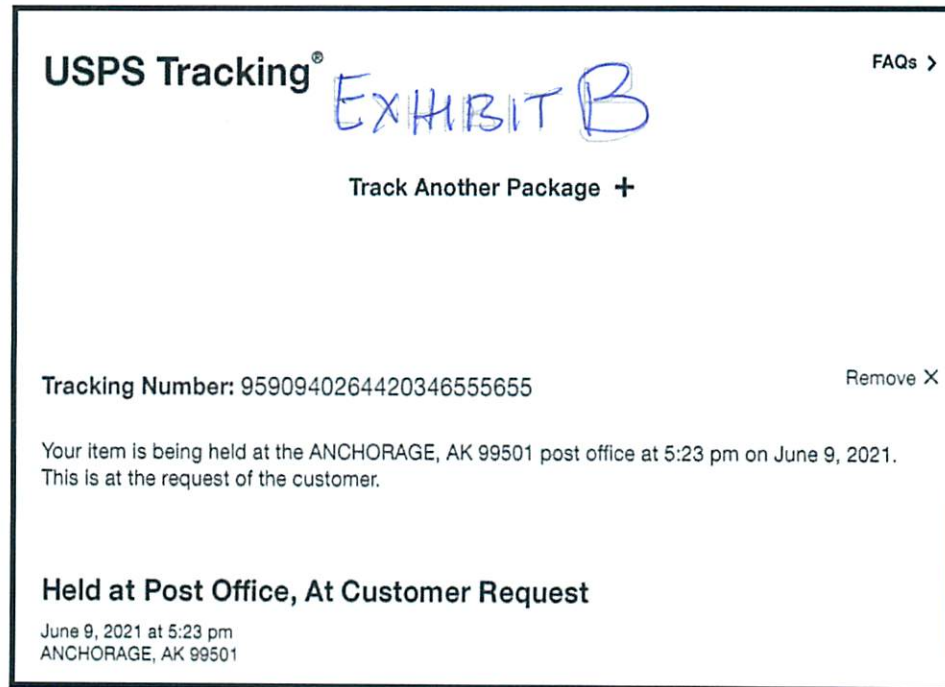 USPS Tracking®
FAQs >
EXHIBIT B
Track Another Package +
Tracking Number: 9590940264420346555655
Remove X
Your item is being held at the ANCHORAGE, AK 99501 post office at 5:23 pm on June 9, 2021.
This is at the request of the customer.
Held at Post Office, At Customer Request
June 9, 2021 at 5:23 pm
ANCHORAGE, AK 99501